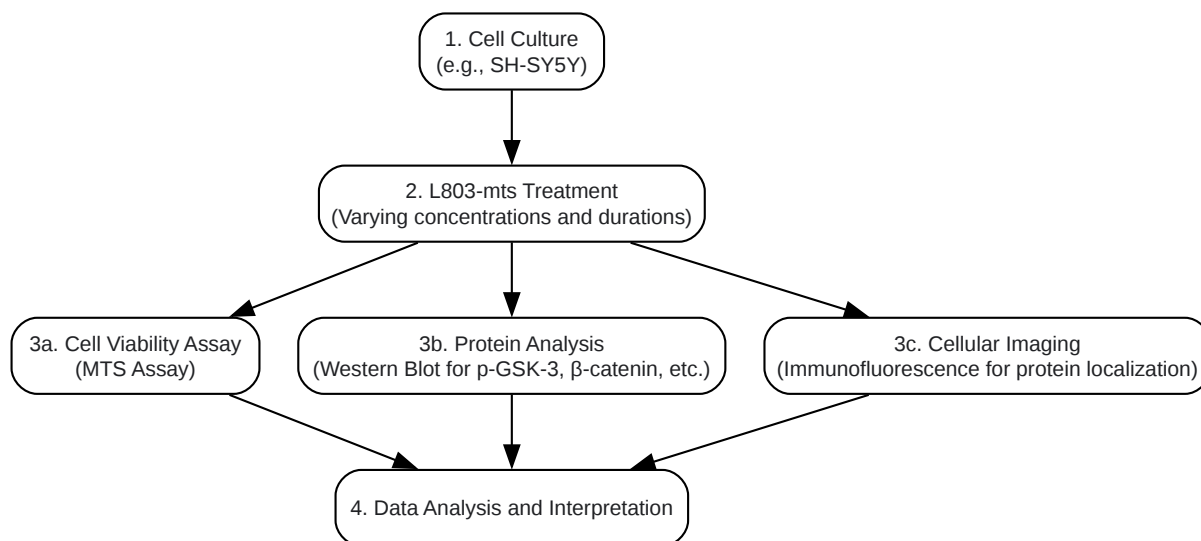 1. Cell Culture
(e.g., SH-SY5Y)
2. L803-mts Treatment
(Varying concentrations and durations)
3a. Cell Viability Assay
(MTS Assay)
3b. Protein Analysis
(Western Blot for p-GSK-3, β-catenin, etc.)
3c. Cellular Imaging
(Immunofluorescence for protein localization)
4. Data Analysis and Interpretation